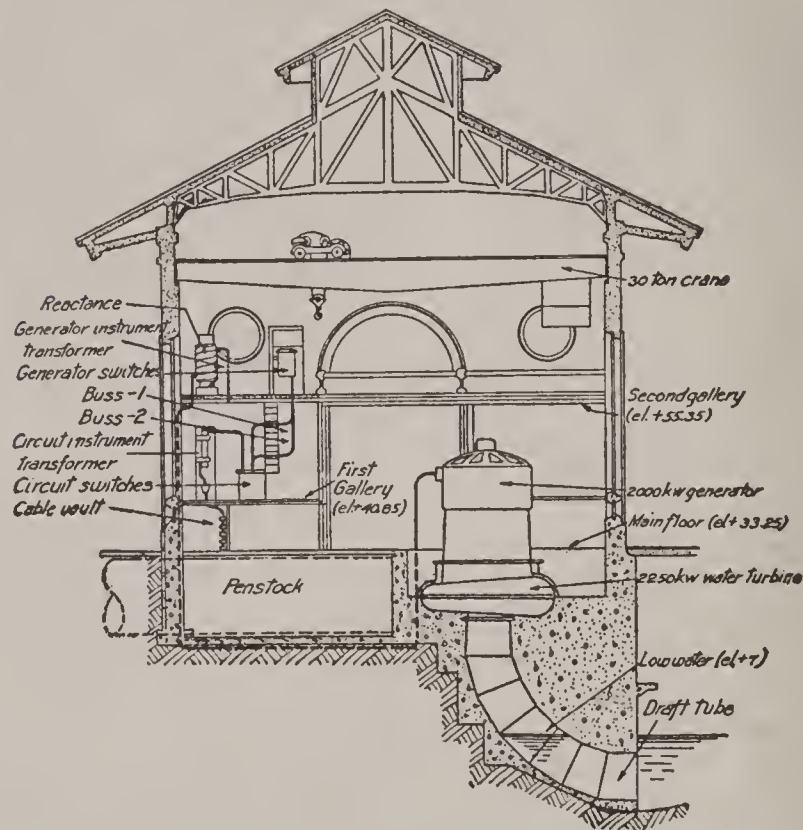 30 ton crane
Reactance
Generator instrument
transformer
Generator switches
Buss-1
Buss-2
Circuit instrument
transformer
Circuit switches
Cable vault
Second gallery
(el. +55.35)
First
Gallery
(el.+40.85)
2000kw generator
Main floor (el+33.25)
2250kw water turbine
Penstock
Low water (el.+7)
Draft tube